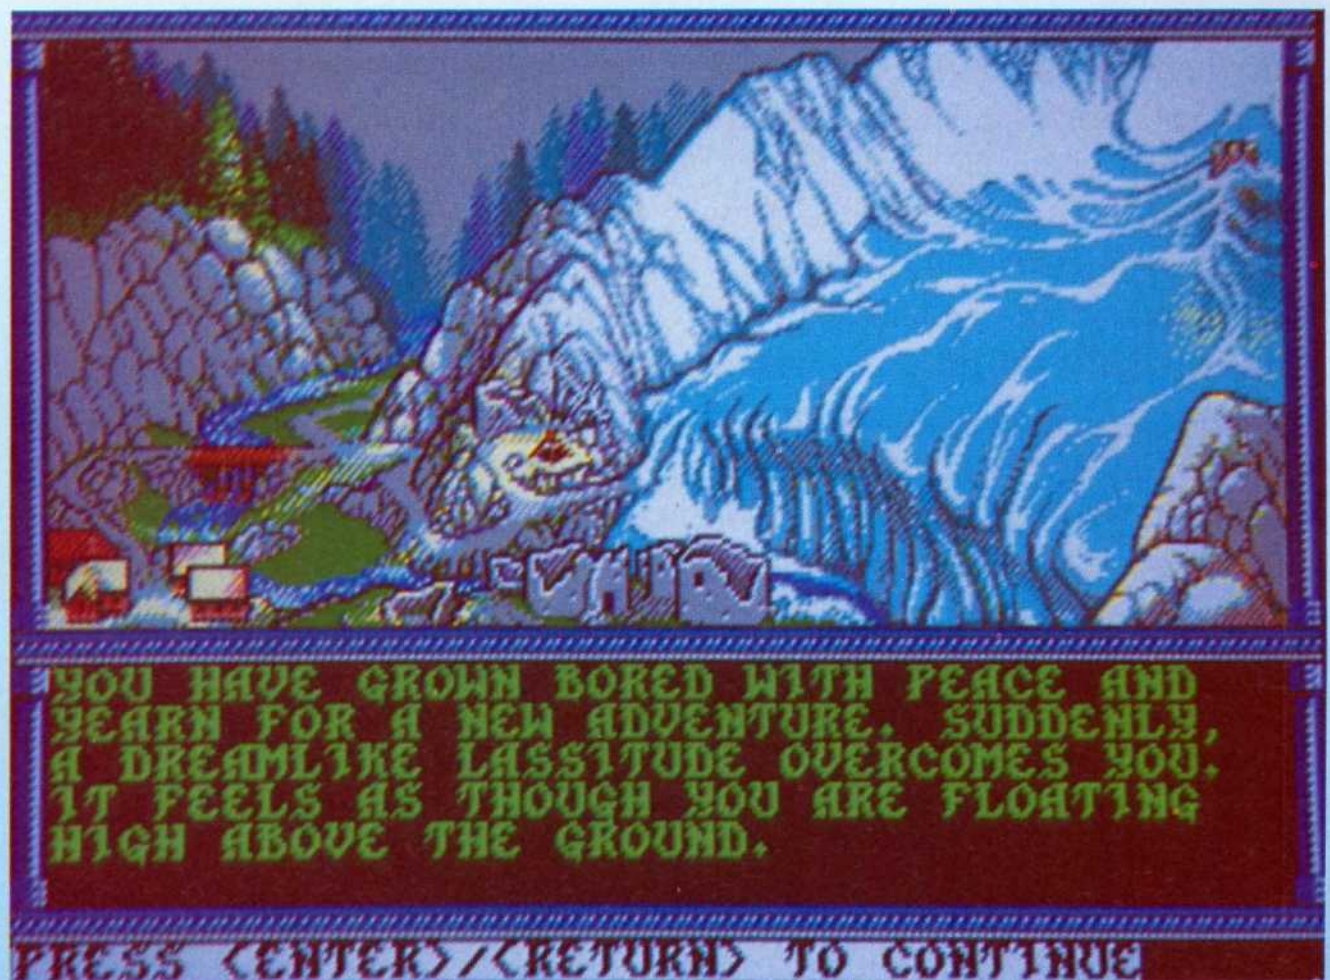 YOU HAVE GROWN BORED WITH PEACE AND
YEARN FOR A NEW ADVENTURE. SUDDENLY,
A DREAMLIKE LASSITUDE OVERCOMES YOU.
IT FEELS AS THOUGH YOU ARE FLOATING
HIGH ABOVE THE GROUND.
PRESS <ENTER>/<RETURN> TO CONTINUE